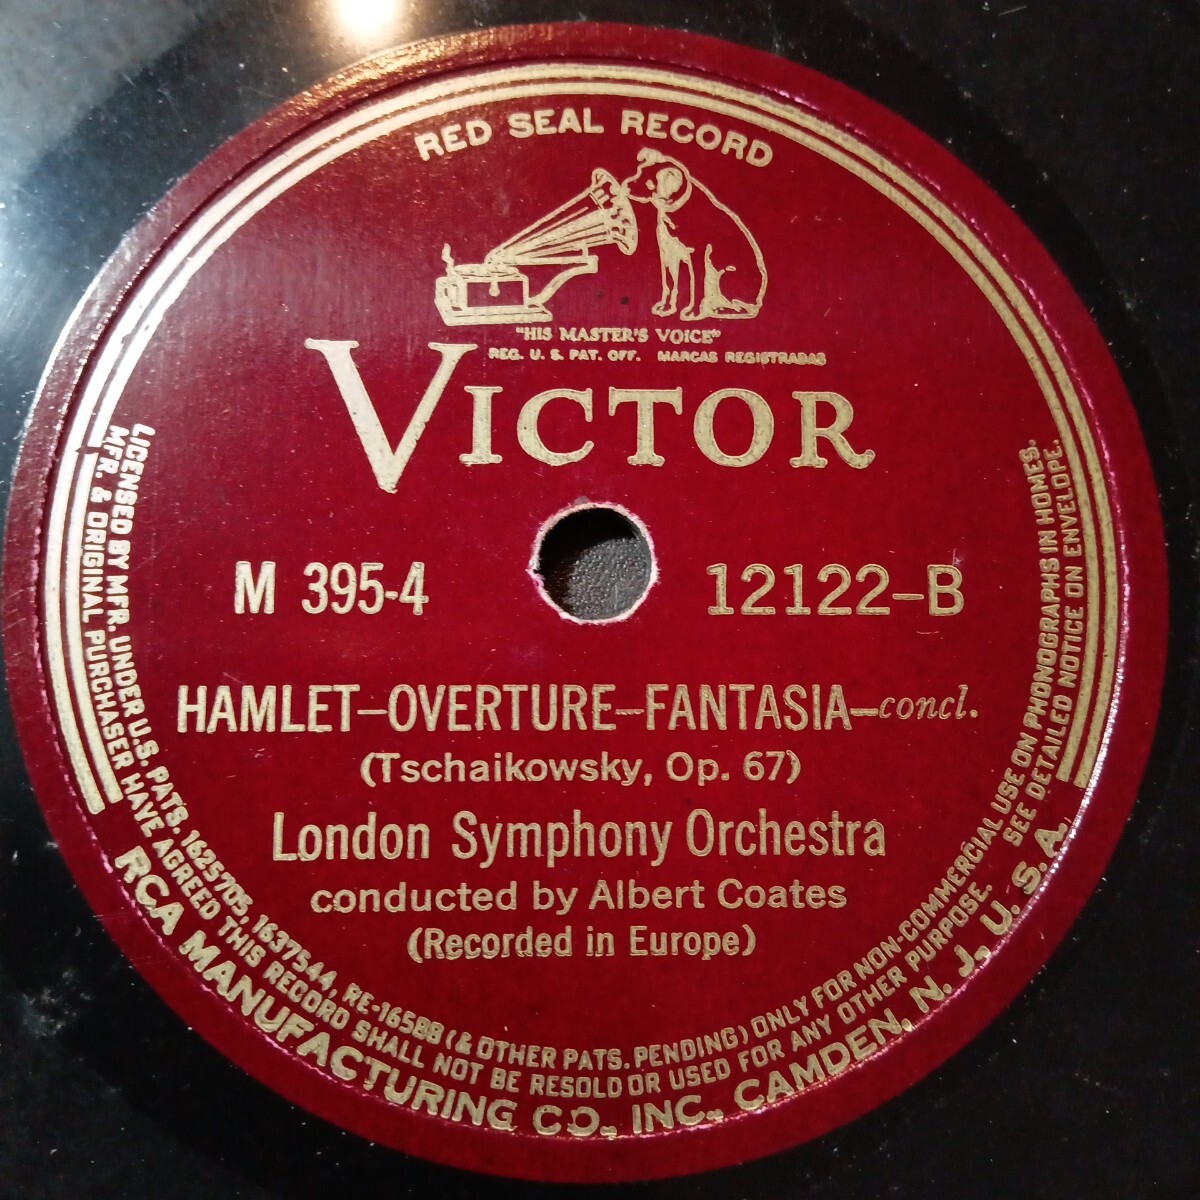 RED SEAL RECORD
"HIS MASTER'S VOICE"
REG. U. S. PAT. OFF. MARCAS REGISTRADAS
VICTOR
M 395-4
12122-B
HAMLET-OVERTURE-FANTASIA-concl.
(Tschaikowsky, Op. 67)
London Symphony Orchestra
conducted by Albert Coates
(Recorded in Europe)
LICENSED BY MFR. UNDER U.S. PATS. 1625705, 1637544, RE-16588 (& OTHER PATS. PENDING) ONLY FOR NON-COMMERCIAL USE ON PHONOGRAPHS IN HOMES.
MFR. & ORIGINAL PURCHASER HAVE AGREED THIS RECORD SHALL NOT BE RESOLD OR USED FOR ANY OTHER PURPOSE. SEE DETAILED NOTICE ON ENVELOPE.
RCA MANUFACTURING CO., INC., CAMDEN, N. J., U. S. A.